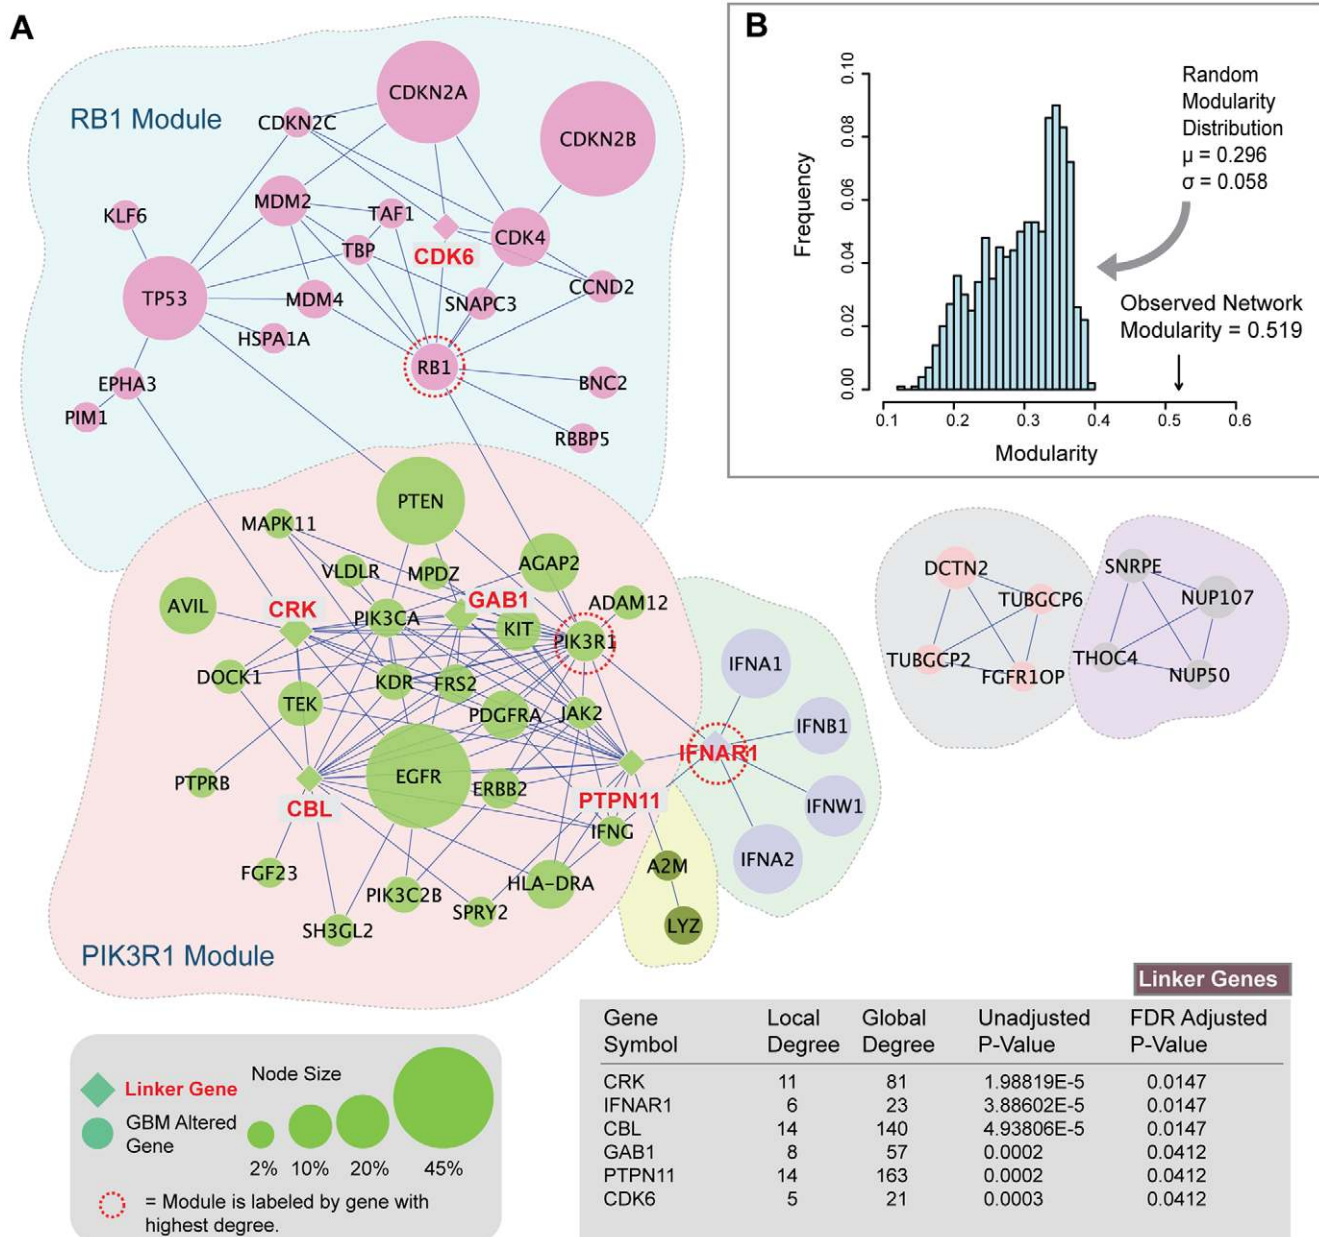 A
RB1 Module
CDKN2A
CDKN2C
CDKN2B
MDM2
KLF6
TAF1
TBP
CDK6
CDK4
TP53
MDM4
SNAPC3
CCND2
HSPA1A
RB1
EPHA3
BNC2
PIM1
RBBP5
B
Frequency
0.00
0.02
0.04
0.06
0.08
0.10
0.1
0.2
0.3
0.4
0.5
0.6
Modularity
Random
Modularity
Distribution
μ = 0.296
σ = 0.058
Observed Network
Modularity = 0.519
PTEN
MAPK11
VLDLR
MPDZ
AGAP2
AVIL
CRK
GAB1
ADAM12
PIK3CA
KIT
PIK3R1
DOCK1
KDR
FRS2
TEK
PDGFRA
JAK2
PTPRB
EGFR
ERBB2
CBL
PTPN11
IFNG
FGF23
PIK3C2B
HLA-DRA
SPRY2
SH3GL2
PIK3R1 Module
IFNA1
IFNB1
IFNAR1
IFNW1
IFNA2
A2M
LYZ
DCTN2
TUBGCP6
TUBGCP2
FGFR1OP
SNRPE
NUP107
THOC4
NUP50
Linker Gene
GBM Altered
Gene
Node Size
2% 10% 20% 45%
= Module is labeled by gene with
highest degree.
Linker Genes
Gene Symbol Local Degree Global Degree Unadjusted P-Value FDR Adjusted P-Value
CRK 11 81 1.98819E-5 0.0147
IFNAR1 6 23 3.88602E-5 0.0147
CBL 14 140 4.93806E-5 0.0147
GAB1 8 57 0.0002 0.0412
PTPN11 14 163 0.0002 0.0412
CDK6 5 21 0.0003 0.0412